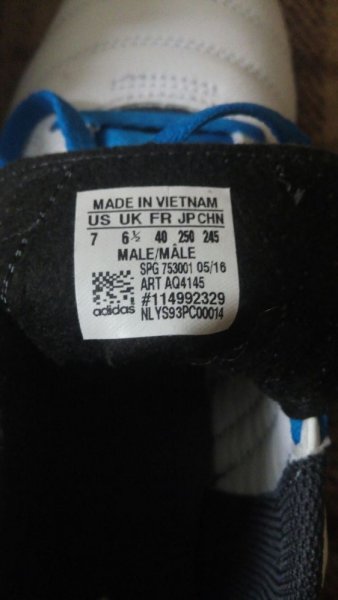 MADE IN VIETNAM
US UK FR JP CHN
7 6½ 40 250 245
MALE/MÂLE
SPG 753001 05/16
ART AQ4145
#114992329
adidas NLYS93PC00014